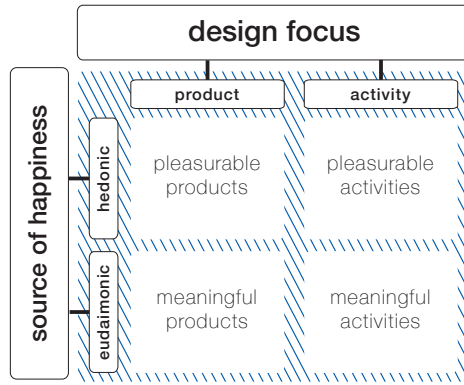 design focus
product
activity
source of happiness
hedonic
pleasurable
products
pleasurable
activities
eudaimonic
meaningful
products
meaningful
activities